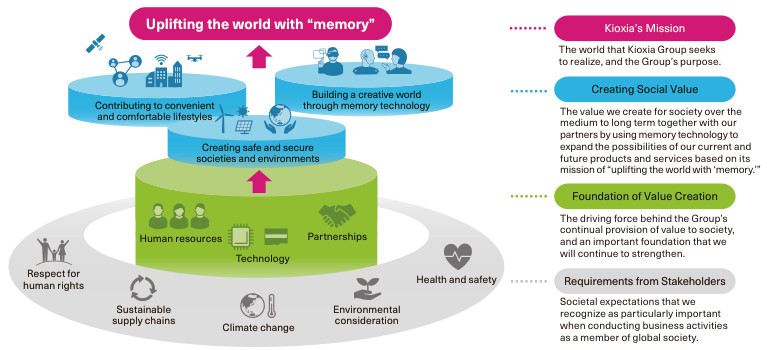 Uplifting the world with “memory”
Contributing to convenient
and comfortable lifestyles
Building a creative world
through memory technology
Creating safe and secure
societies and environments
Human resources
Technology
Partnerships
Respect for
human rights
Sustainable
supply chains
Climate change
Environmental
consideration
Health and safety
Kioxia’s Mission
The world that Kioxia Group seeks
to realize, and the Group’s purpose.
Creating Social Value
The value we create for society over the
medium to long term together with our
partners by using memory technology to
expand the possibilities of our current and
future products and services based on its
mission of “uplifting the world with ‘memory.’”
Foundation of Value Creation
The driving force behind the Group’s
continual provision of value to society,
and an important foundation that we
will continue to strengthen.
Requirements from Stakeholders
Societal expectations that we
recognize as particularly important
when conducting business activities
as a member of global society.